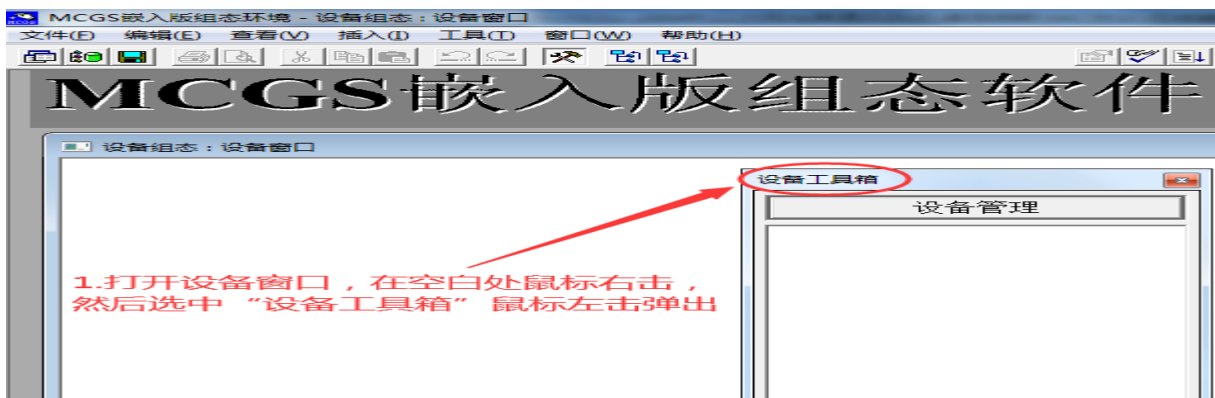 MCGS嵌入版组态环境 - 设备组态：设备窗口
文件(F) 编辑(E) 查看(V) 插入(I) 工具(T) 窗口(W) 帮助(H)
MCGS嵌入版组态软件
设备组态：设备窗口
设备工具箱
设备管理
1.打开设备窗口，在空白处鼠标右击，
然后选中“设备工具箱”鼠标左击弹出